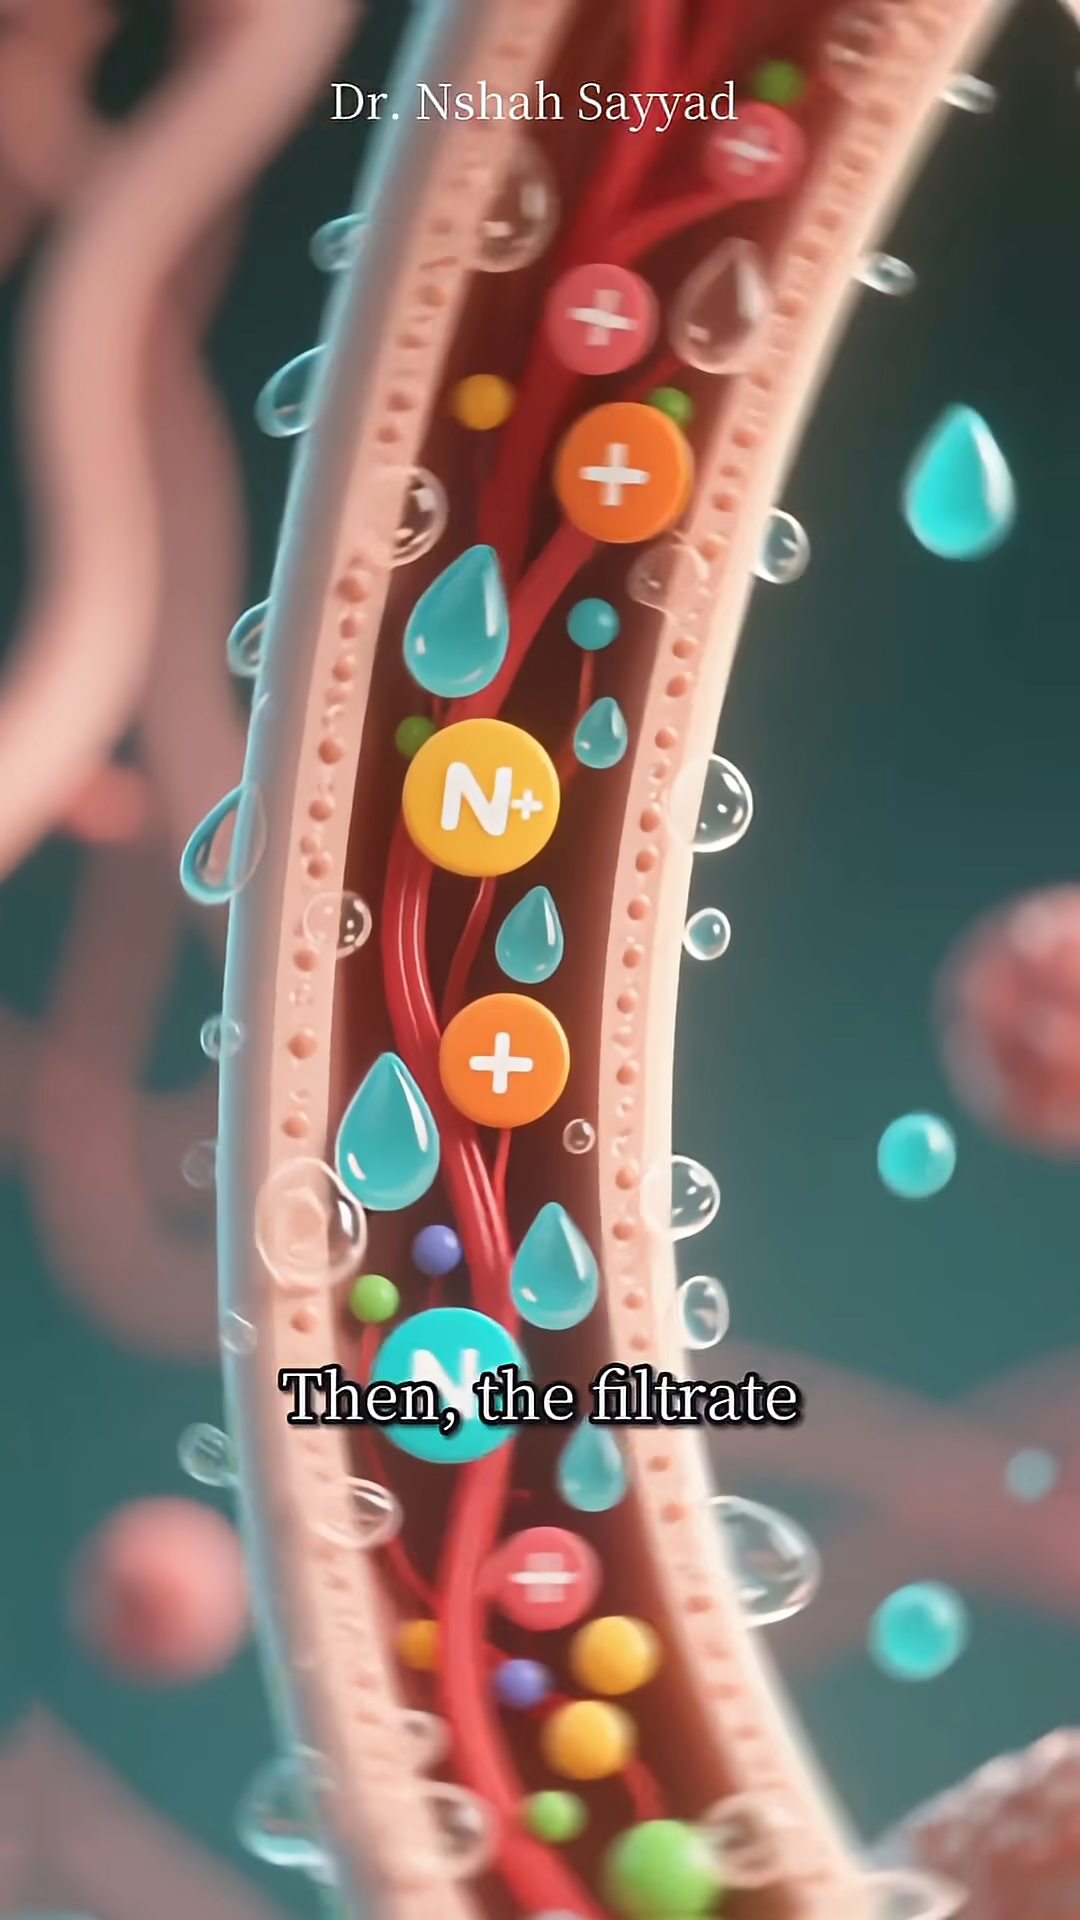 Dr. Nshah Sayyad
+
+
+
N+
+
N
Then, the filtrate